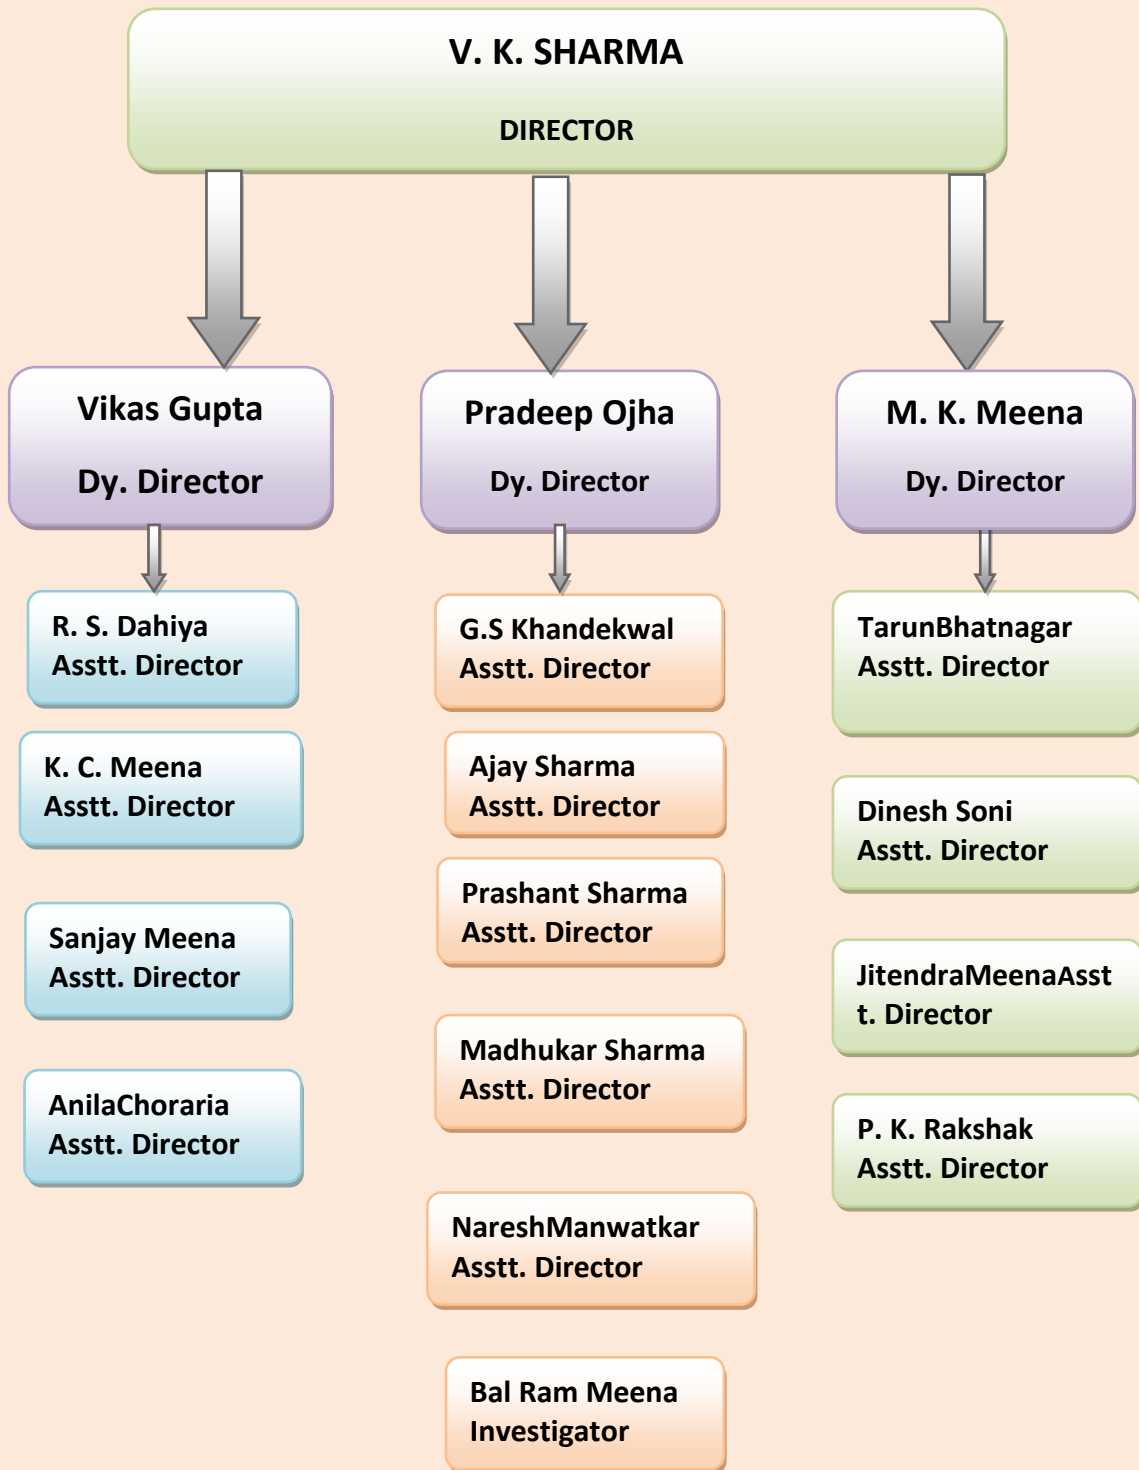 V. K. SHARMA
DIRECTOR
Vikas Gupta
Dy. Director
Pradeep Ojha
Dy. Director
M. K. Meena
Dy. Director
R. S. Dahiya
Asstt. Director
K. C. Meena
Asstt. Director
Sanjay Meena
Asstt. Director
AnilaChoraria
Asstt. Director
G.S Khandekwal
Asstt. Director
Ajay Sharma
Asstt. Director
Prashant Sharma
Asstt. Director
Madhukar Sharma
Asstt. Director
NareshManwatkar
Asstt. Director
Bal Ram Meena
Investigator
TarunBhatnagar
Asstt. Director
Dinesh Soni
Asstt. Director
JitendraMeenaAsst
t. Director
P. K. Rakshak
Asstt. Director